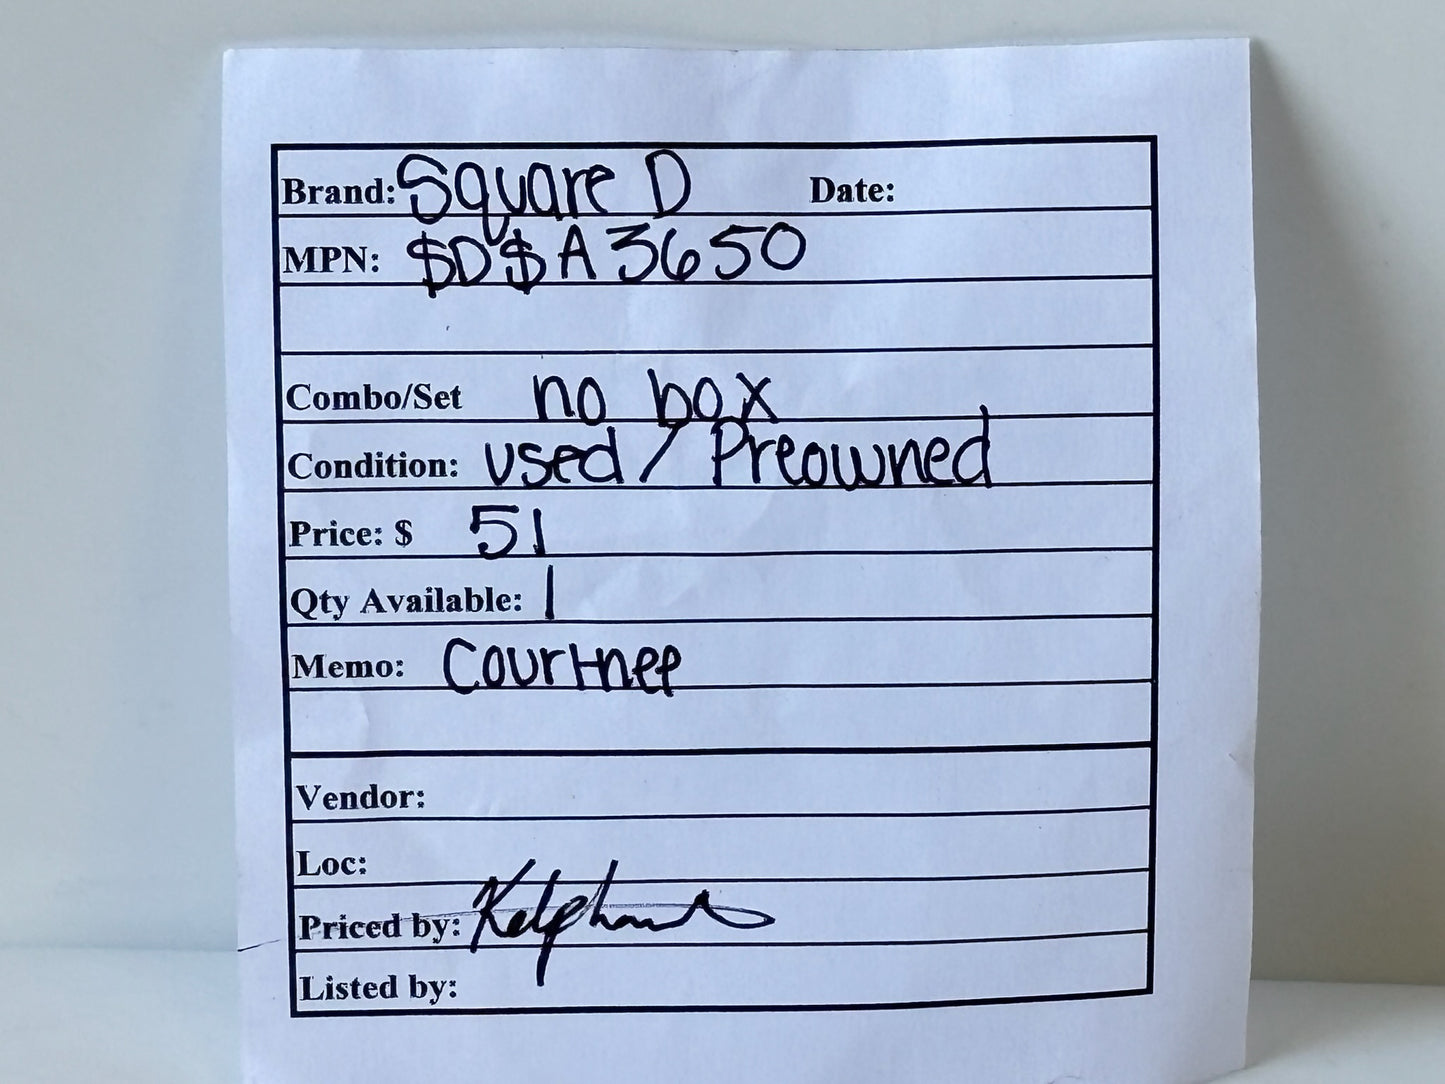 Brand: Square D Date:
MPN: $D$A3650
Combo/Set no box
Condition: used / Preowned
Price: $ 51
Qty Available: 1
Memo: Courtnee
Vendor:
Loc:
Priced by:
Listed by: